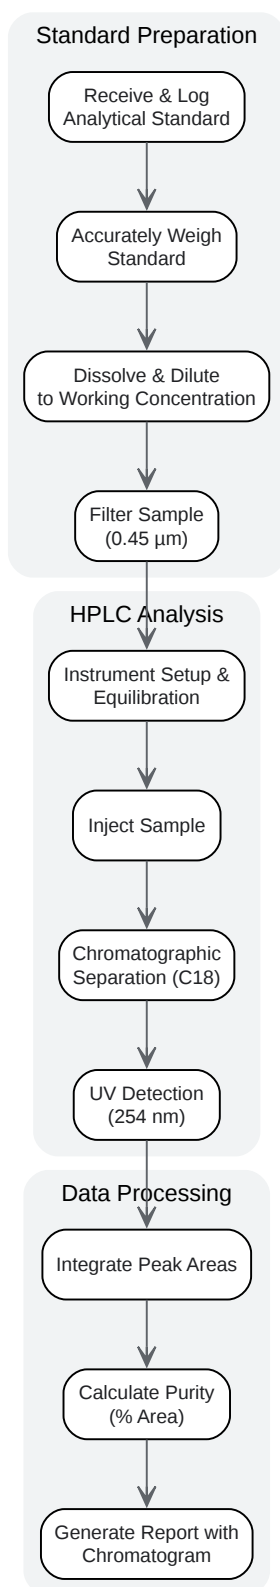 Standard Preparation
Receive & Log
Analytical Standard
Accurately Weigh
Standard
Dissolve & Dilute
to Working Concentration
Filter Sample
(0.45 µm)
HPLC Analysis
Instrument Setup &
Equilibration
Inject Sample
Chromatographic
Separation (C18)
UV Detection
(254 nm)
Data Processing
Integrate Peak Areas
Calculate Purity
(% Area)
Generate Report with
Chromatogram